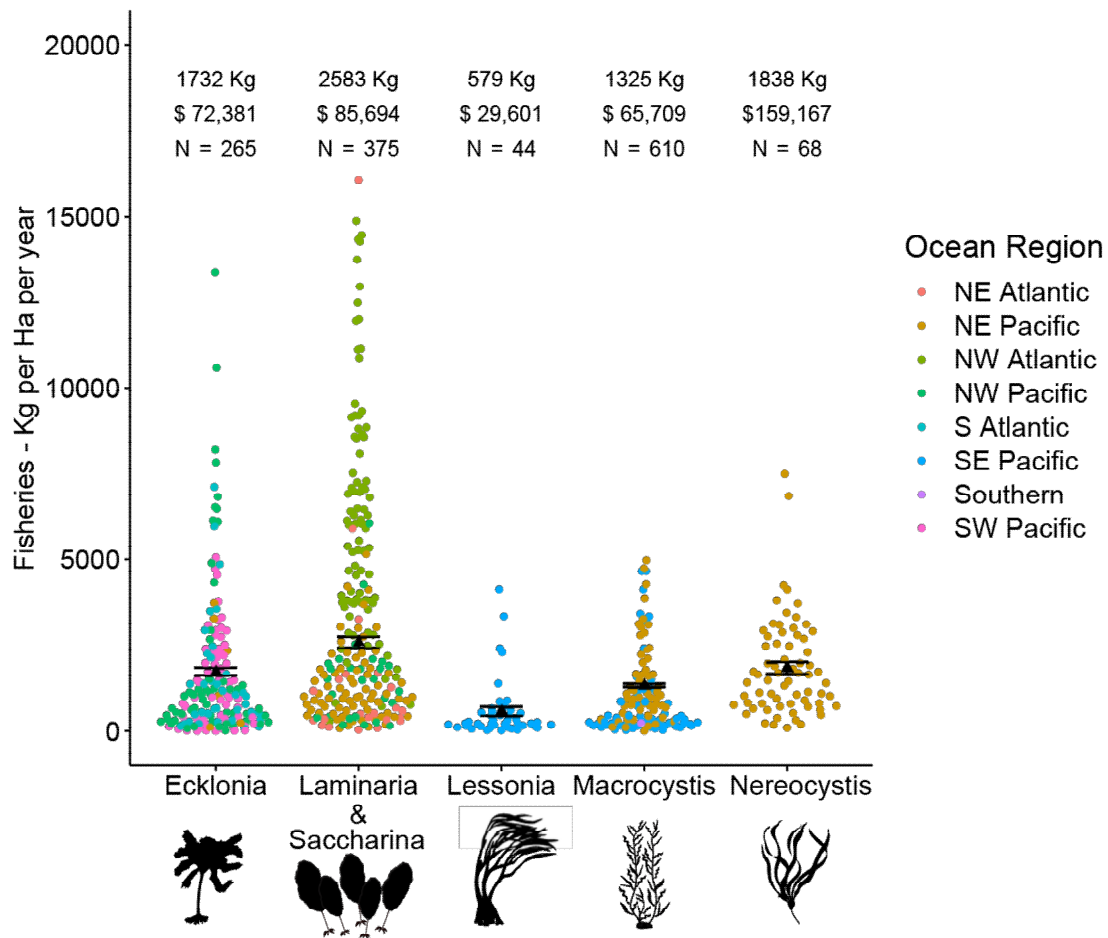 20000
15000
10000
5000
0
Fisheries - Kg per Ha per year
1732 Kg
$ 72,381
N = 265
2583 Kg
$ 85,694
N = 375
579 Kg
$ 29,601
N = 44
1325 Kg
$ 65,709
N = 610
1838 Kg
$159,167
N = 68
Ecklonia
Laminaria
&
Saccharina
Lessonia
Macrocystis
Nereocystis
Ocean Region
NE Atlantic
NE Pacific
NW Atlantic
NW Pacific
S Atlantic
SE Pacific
Southern
SW Pacific